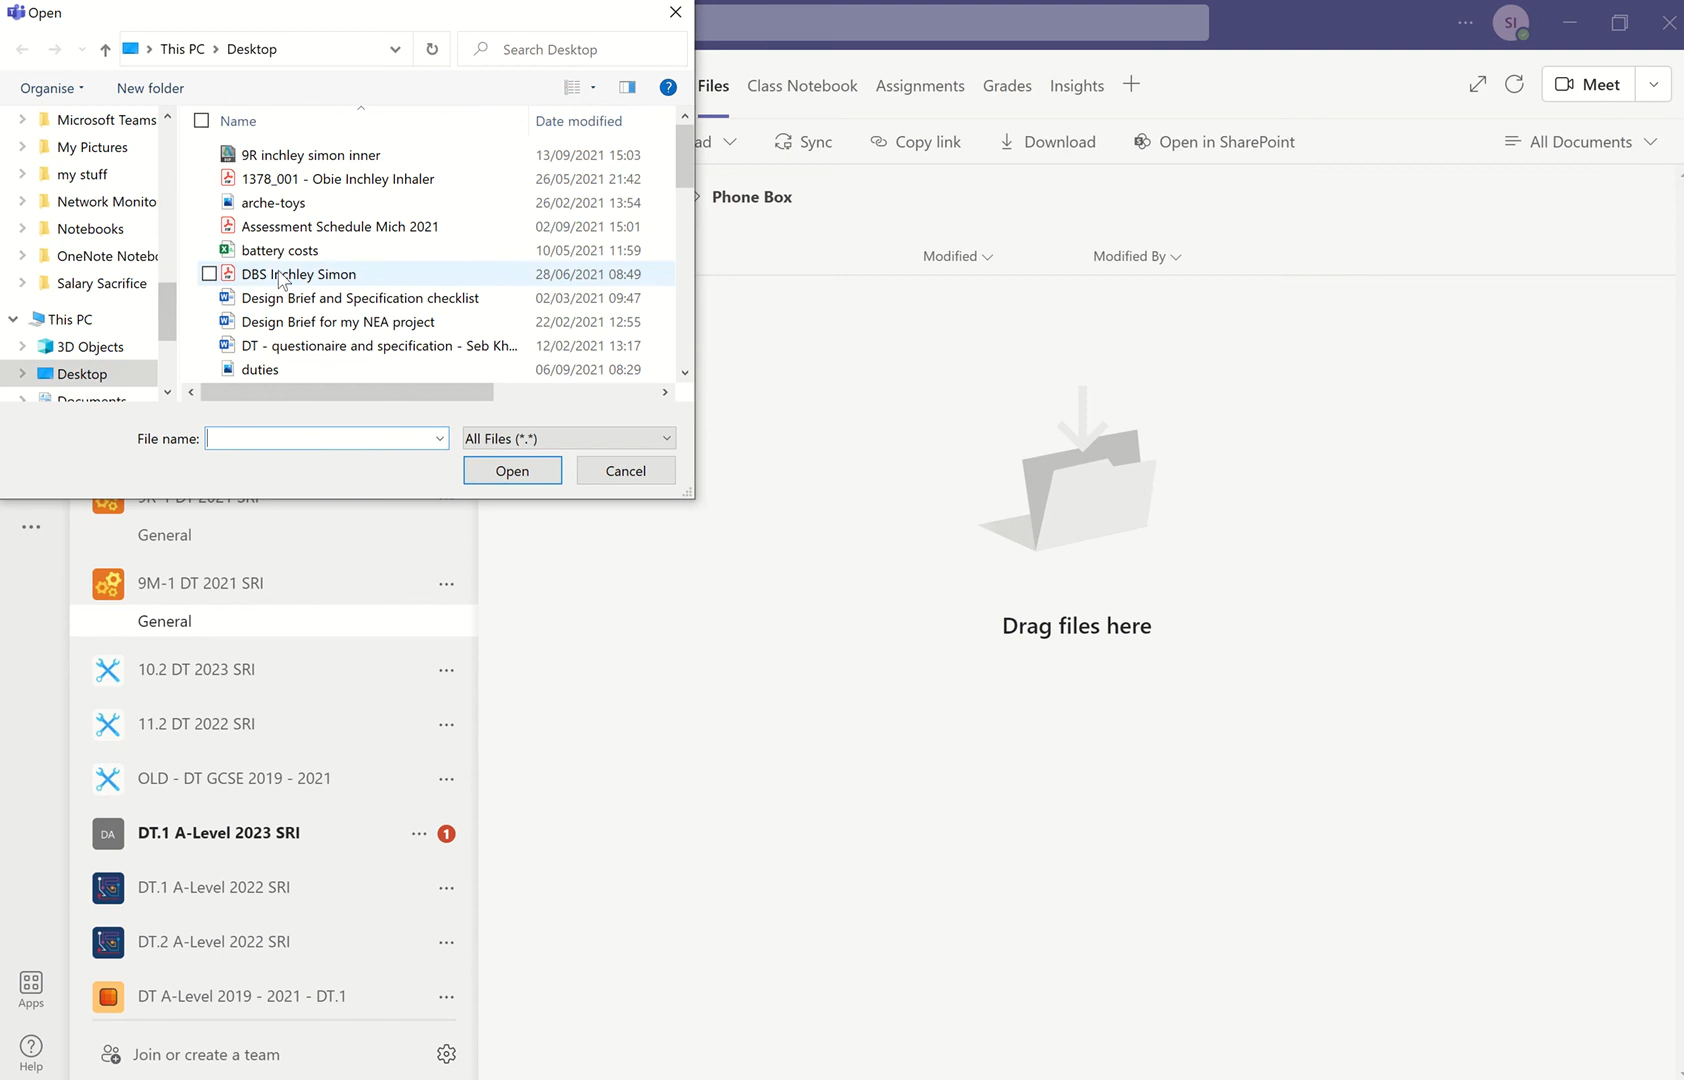 Open
This PC > Desktop
Search Desktop
SI
Organise
New folder
?
Files
Class Notebook
Assignments
Grades
Insights
Meet
Sync
Copy link
Download
Open in SharePoint
All Documents
Microsoft Teams
My Pictures
my stuff
Network Monito
Notebooks
OneNote Noteb
Salary Sacrifice
This PC
3D Objects
Desktop
Documents
Name
Date modified
9R inchley simon inner 13/09/2021 15:03
1378_001 - Obie Inchley Inhaler 26/05/2021 21:42
arche-toys 26/02/2021 13:54
Assessment Schedule Mich 2021 02/09/2021 15:01
battery costs 10/05/2021 11:59
DBS Inchley Simon 28/06/2021 08:49
Design Brief and Specification checklist 02/03/2021 09:47
Design Brief for my NEA project 22/02/2021 12:55
DT - questionaire and specification - Seb Kh... 12/02/2021 13:17
duties 06/09/2021 08:29
File name:
All Files (*.*)
Open
Cancel
Phone Box
Modified
Modified By
Drag files here
General
9M-1 DT 2021 SRI
General
10.2 DT 2023 SRI
11.2 DT 2022 SRI
OLD - DT GCSE 2019 - 2021
DA
DT.1 A-Level 2023 SRI
1
DT.1 A-Level 2022 SRI
DT.2 A-Level 2022 SRI
DT A-Level 2019 - 2021 - DT.1
Join or create a team
Apps
Help